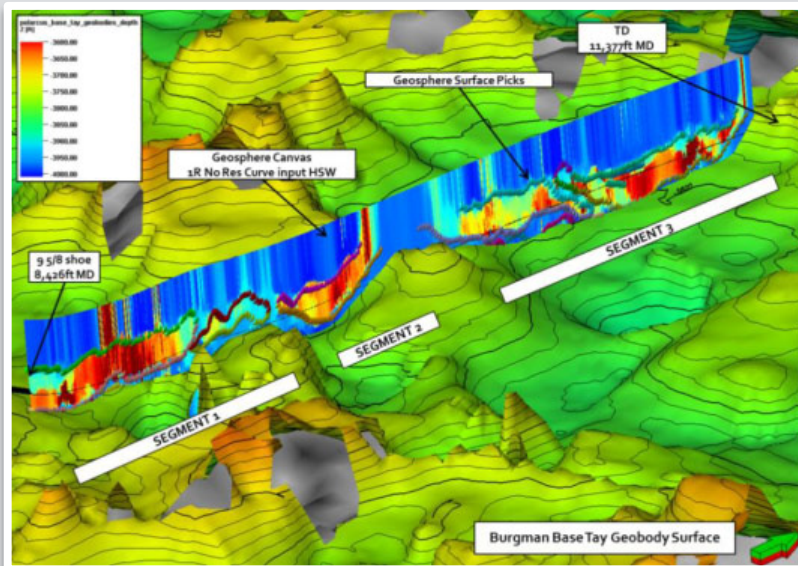 Z [ft]
-3600.00
-3650.00
-3700.00
-3750.00
-3800.00
-3850.00
-3900.00
-3950.00
-4000.00
TD
11,377ft MD
Geosphere Surface Picks
Geosphere Canvas
1R No Res Curve input HSW
9 5/8 shoe
8,426ft MD
SEGMENT 3
SEGMENT 2
SEGMENT 1
Burgman Base Tay Geobody Surface